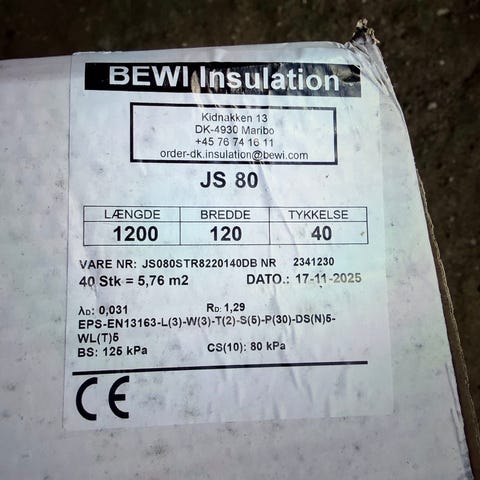 BEWI Insulation
Kidnakken 13
DK-4930 Maribo
+45 76 74 16 11
order-dk.insulation@bewi.com
JS 80
LÆNGDE BREDDE TYKKELSE
1200 120 40
VARE NR: JS080STR8220140DB NR 2341230
40 Stk = 5,76 m2 DATO.: 17-11-2025
λD: 0,031 RD: 1,29
EPS-EN13163-L(3)-W(3)-T(2)-S(5)-P(30)-DS(N)5-
WL(T)5
BS: 125 kPa CS(10): 80 kPa
CE